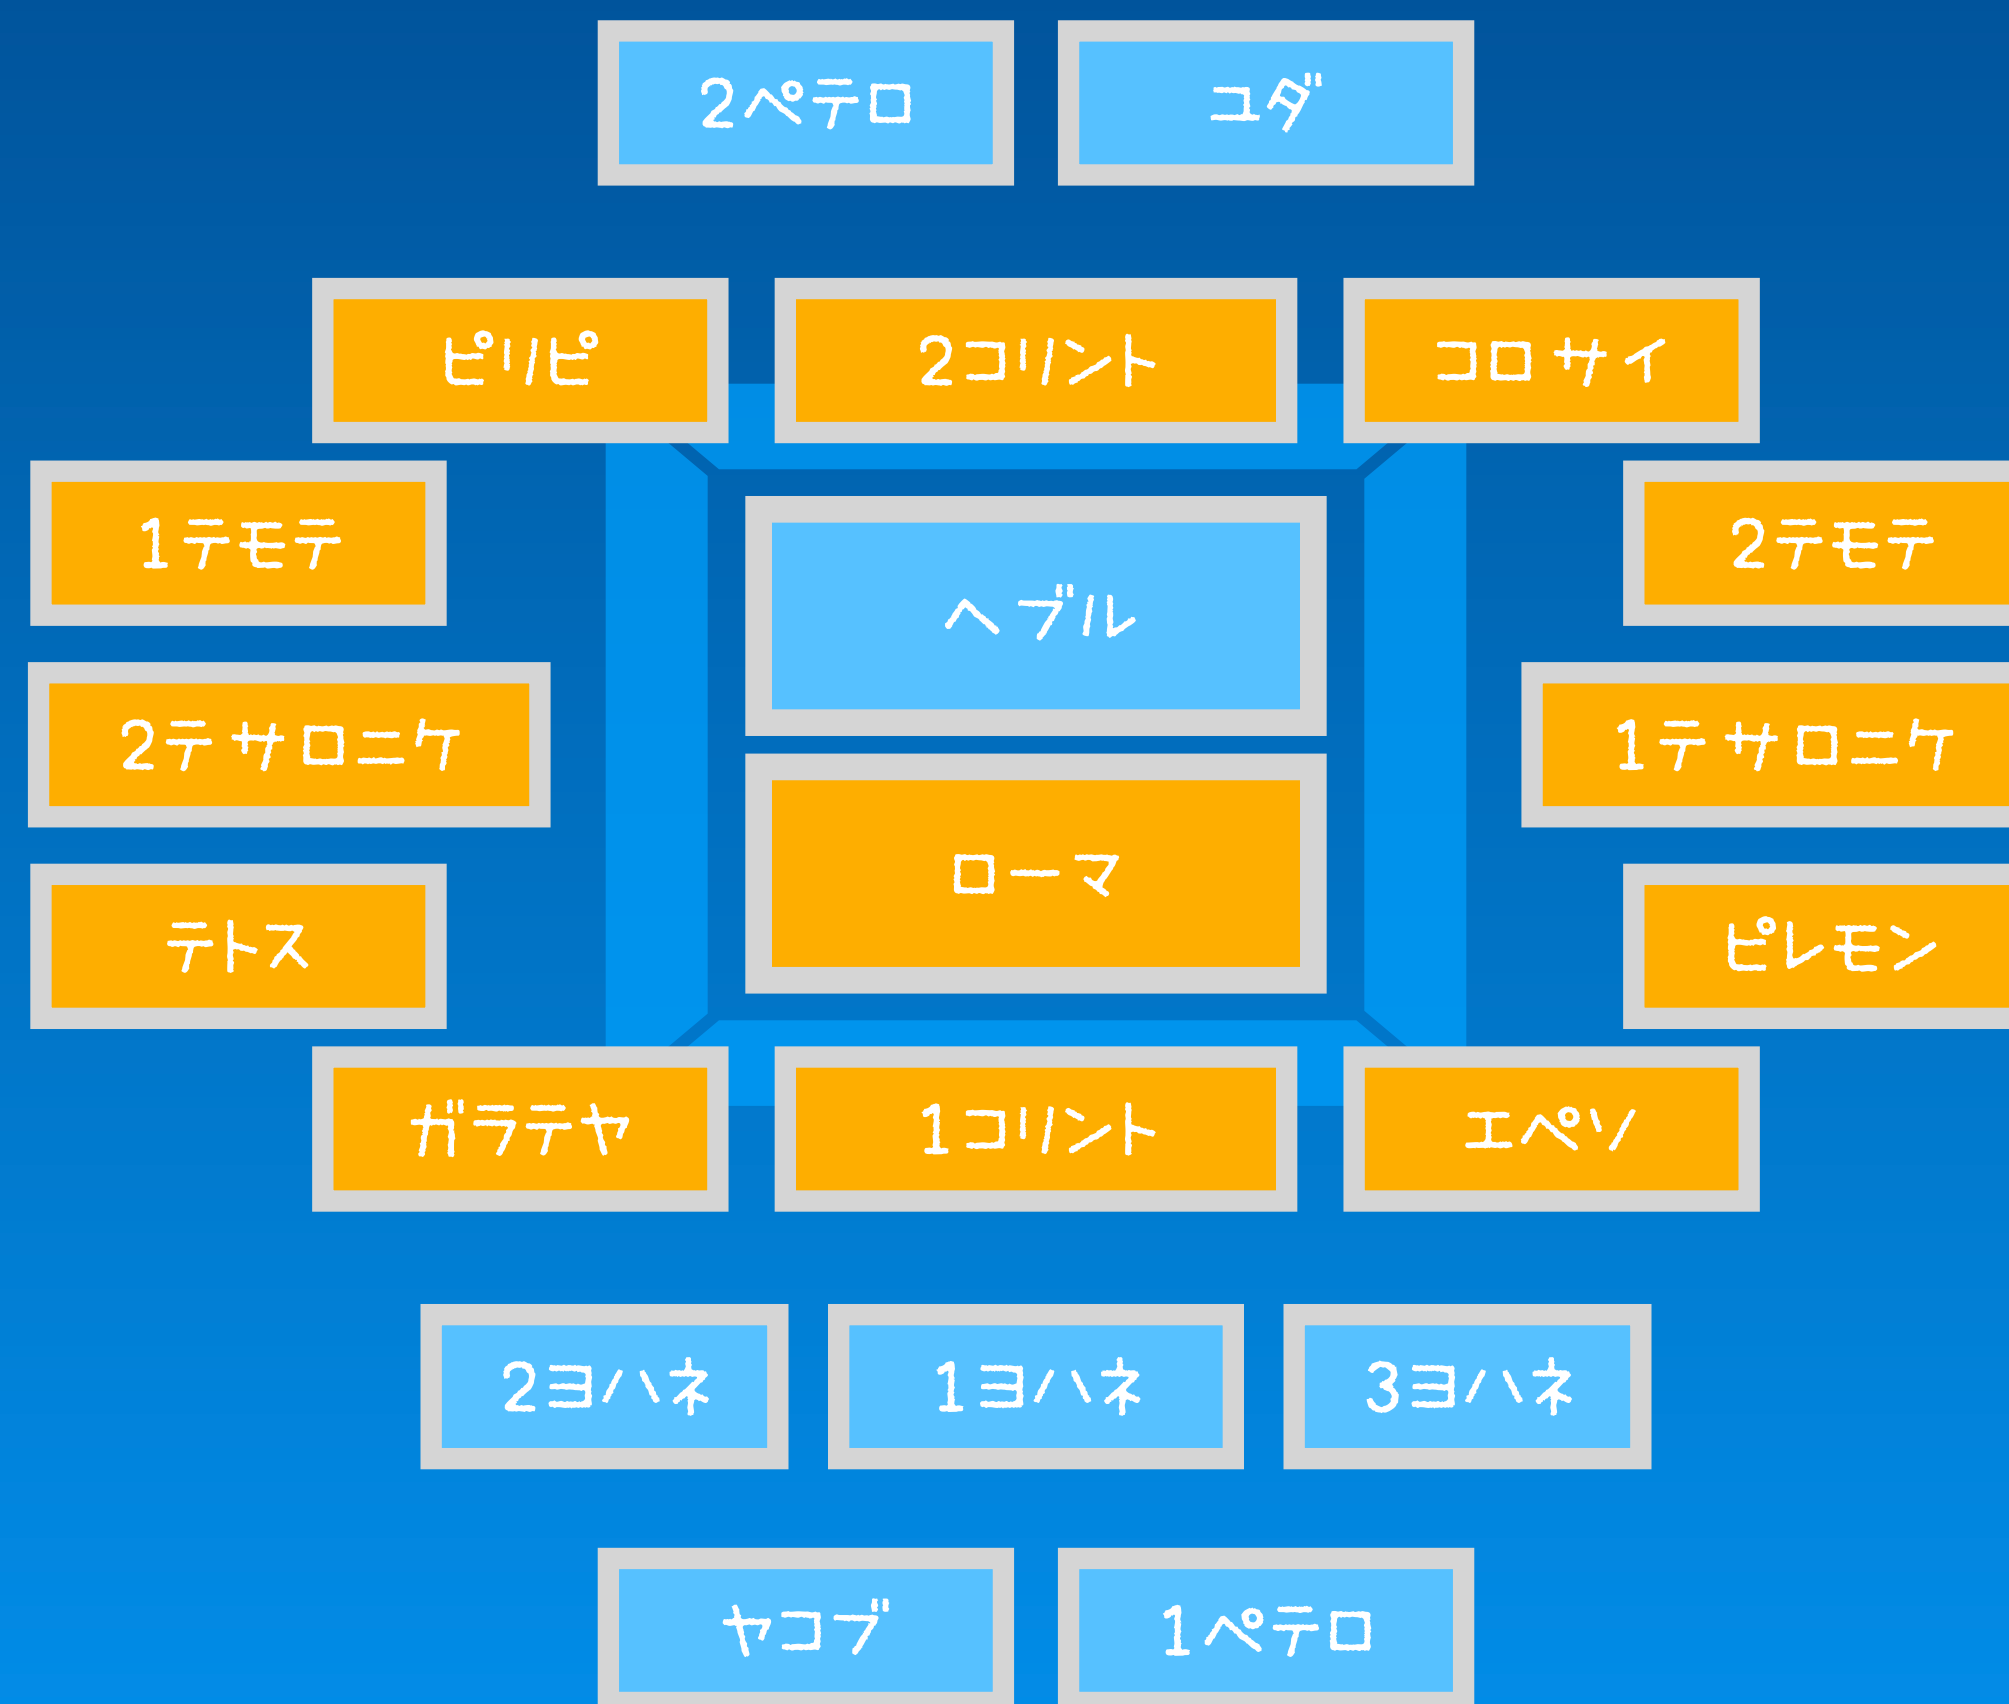 2ペテロ
ユダ
ピリピ
2コリント
コロサイ
1テモテ
2テモテ
ヘブル
2テサロニケ
1テサロニケ
ローマ
テトス
ピレモン
ガラテヤ
1コリント
エペソ
2ヨハネ
1ヨハネ
3ヨハネ
ヤコブ
1ペテロ